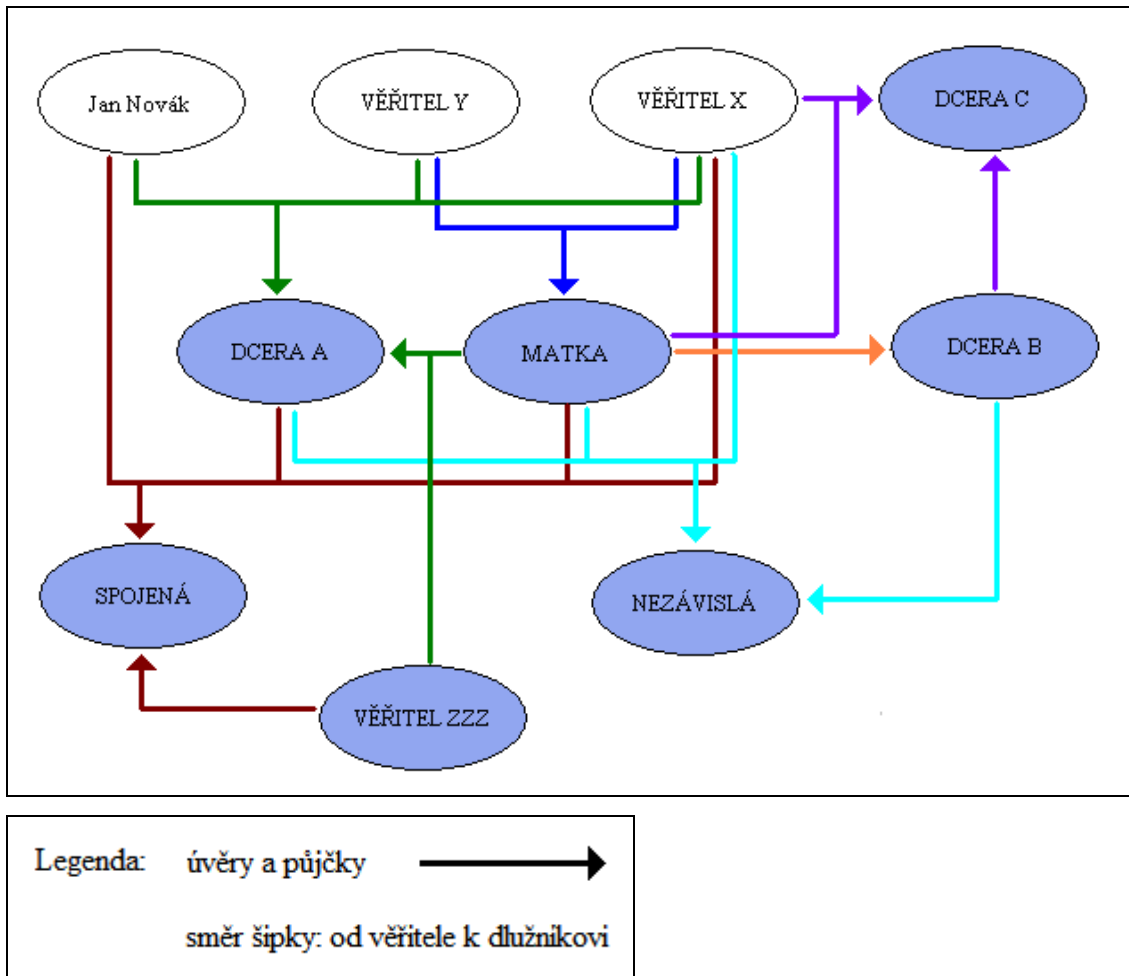 Jan Novák
VĚŘITEL Y
VĚŘITEL X
DCERA C
DCERA A
MATKA
DCERA B
SPOJENÁ
NEZÁVISLÁ
VĚŘITEL ZZZ
Legenda: úvěry a půjčky
směr šipky: od věřitele k dlužníkovi